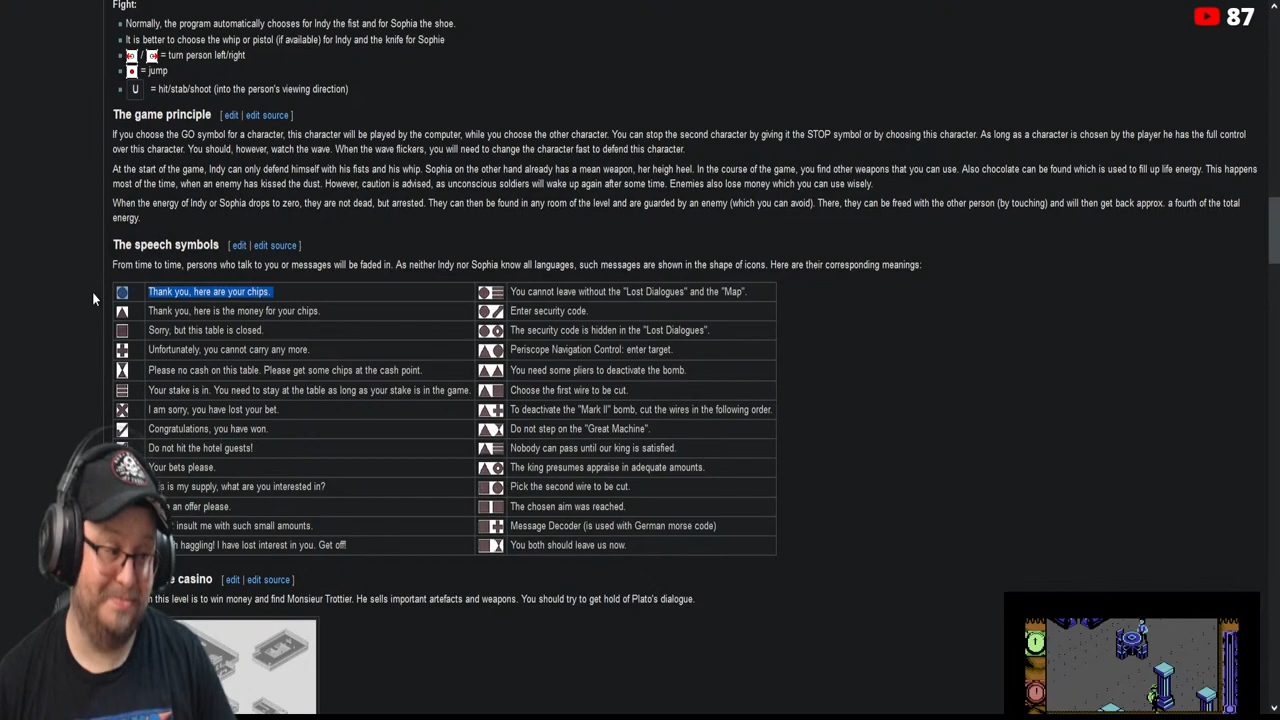 87
Fight:
Normally, the program automatically chooses for Indy the fist and for Sophia the shoe.
It is better to choose the whip or pistol (if available) for Indy and the knife for Sophie
/ = turn person left/right
= jump
U = hit/stab/shoot (into the person's viewing direction)
The game principle [ edit | edit source ]
If you choose the GO symbol for a character, this character will be played by the computer, while you choose the other character. You can stop the second character by giving it the STOP symbol or by choosing this character. As long as a character is chosen by the player he has the full control
over this character. You should, however, watch the wave. When the wave flickers, you will need to change the character fast to defend this character.
At the start of the game, Indy can only defend himself with his fists and his whip. Sophia on the other hand already has a mean weapon, her heigh heel. In the course of the game, you find other weapons that you can use. Also chocolate can be found which is used to fill up life energy. This happens
most of the time, when an enemy has kissed the dust. However, caution is advised, as unconscious soldiers will wake up again after some time. Enemies also lose money which you can use wisely.
When the energy of Indy or Sophia drops to zero, they are not dead, but arrested. They can then be found in any room of the level and are guarded by an enemy (which you can avoid). There, they can be freed with the other person (by touching) and will then get back approx. a fourth of the total
energy.
The speech symbols [ edit | edit source ]
From time to time, persons who talk to you or messages will be faded in. As neither Indy nor Sophia know all languages, such messages are shown in the shape of icons. Here are their corresponding meanings:
Thank you, here are your chips. You cannot leave without the "Lost Dialogues" and the "Map".
Thank you, here is the money for your chips. Enter security code.
Sorry, but this table is closed. The security code is hidden in the "Lost Dialogues".
Unfortunately, you cannot carry any more. Periscope Navigation Control: enter target.
Please no cash on this table. Please get some chips at the cash point. You need some pliers to deactivate the bomb.
Your stake is in. You need to stay at the table as long as your stake is in the game. Choose the first wire to be cut.
I am sorry, you have lost your bet. To deactivate the "Mark II" bomb, cut the wires in the following order.
Congratulations, you have won. Do not step on the "Great Machine".
Do not hit the hotel guests! Nobody can pass until our king is satisfied.
Your bets please. The king presumes appraise in adequate amounts.
is my supply, what are you interested in? Pick the second wire to be cut.
an offer please. The chosen aim was reached.
insult me with such small amounts. Message Decoder (is used with German morse code)
haggling! I have lost interest in you. Get off! You both should leave us now.
casino [ edit | edit source ]
this level is to win money and find Monsieur Trottier. He sells important artefacts and weapons. You should try to get hold of Plato's dialogue.